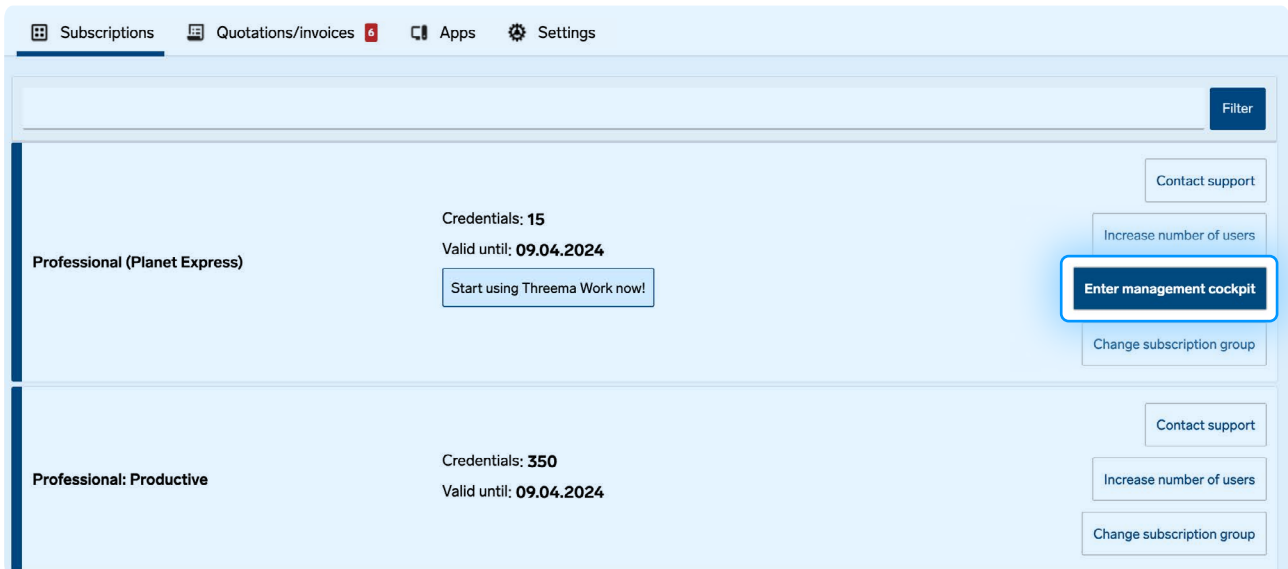 Subscriptions Quotations/invoices 6 Apps Settings
Filter
Professional (Planet Express)
Credentials: 15
Valid until: 09.04.2024
Start using Threema Work now!
Contact support
Increase number of users
Enter management cockpit
Change subscription group
Professional: Productive
Credentials: 350
Valid until: 09.04.2024
Contact support
Increase number of users
Change subscription group